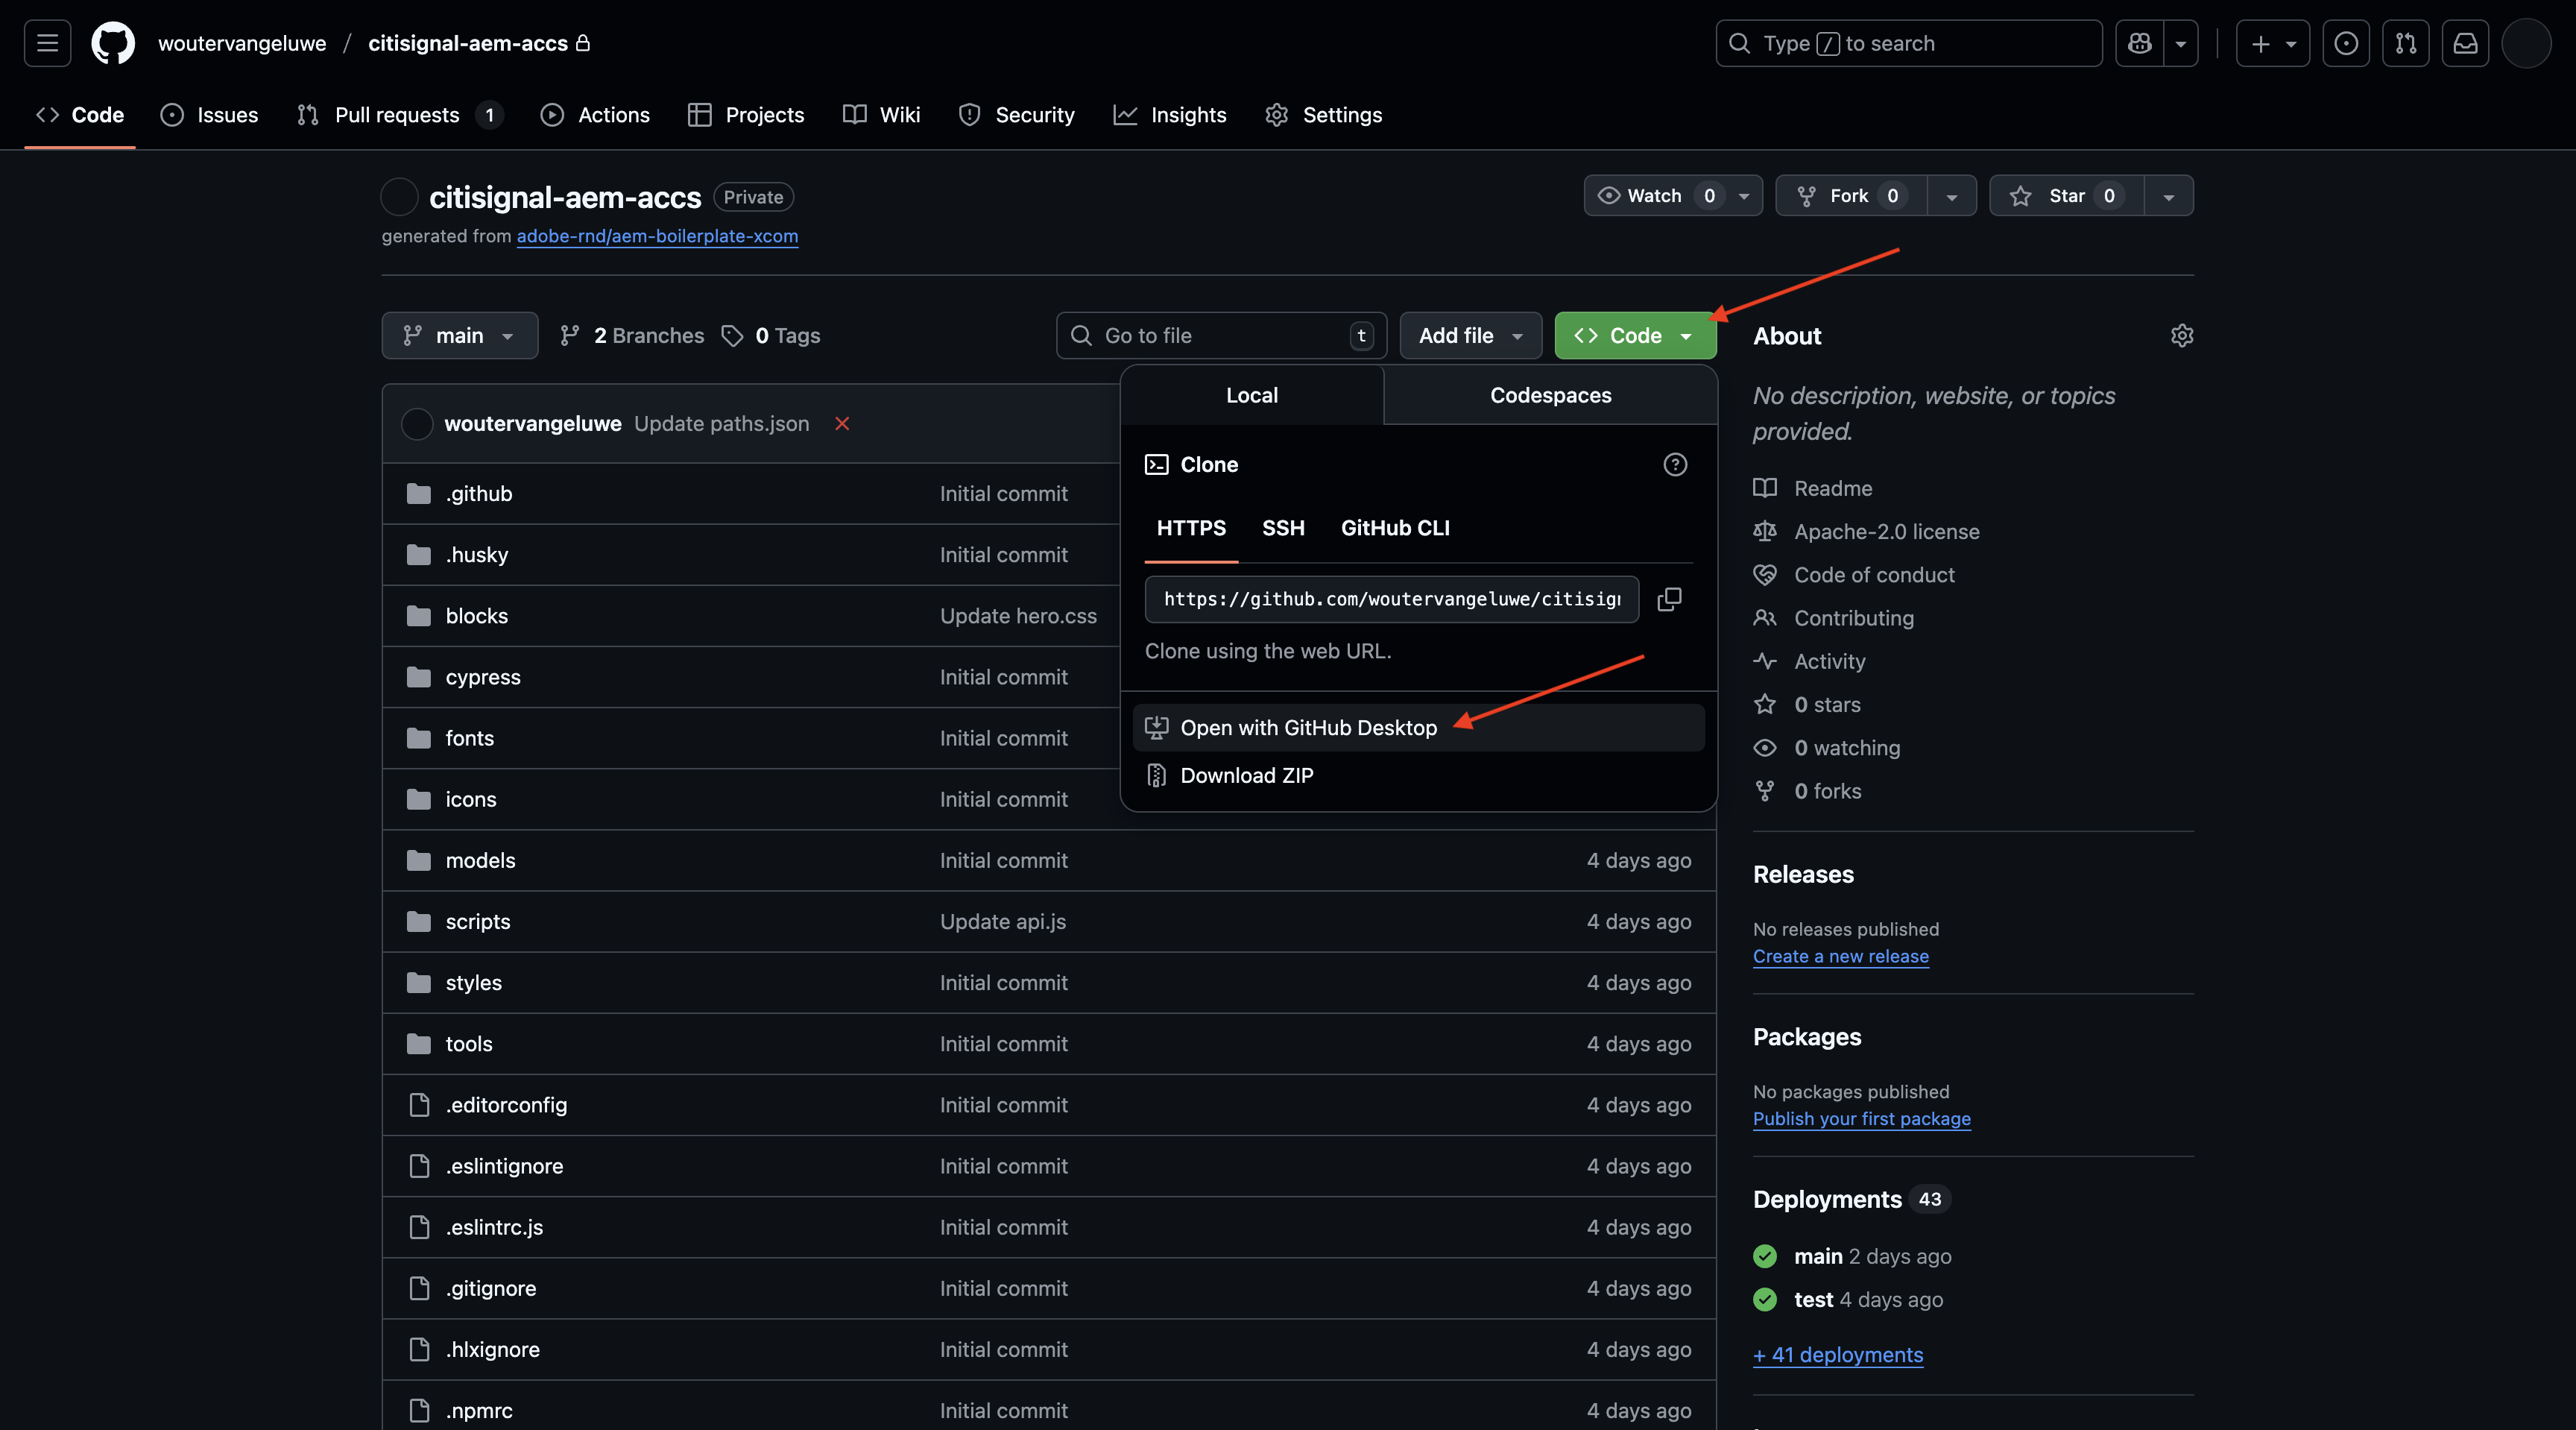 woutervangeluwe / citisignal-aem-accs
Type / to search
Code
Issues
Pull requests 1
Actions
Projects
Wiki
Security
Insights
Settings
citisignal-aem-accs Private
generated from adobe-rnd/aem-boilerplate-xcom
Watch 0
Fork 0
Star 0
main
2 Branches
0 Tags
Go to file t
Add file
Code
Local
Codespaces
Clone
HTTPS SSH GitHub CLI
https://github.com/woutervangeluwe/citisig
Clone using the web URL.
Open with GitHub Desktop
Download ZIP
woutervangeluwe Update paths.json
.github Initial commit
.husky Initial commit
blocks Update hero.css
cypress Initial commit
fonts Initial commit
icons Initial commit
models Initial commit 4 days ago
scripts Update api.js 4 days ago
styles Initial commit 4 days ago
tools Initial commit 4 days ago
.editorconfig Initial commit 4 days ago
.eslintignore Initial commit 4 days ago
.eslintrc.js Initial commit 4 days ago
.gitignore Initial commit 4 days ago
.hlxignore Initial commit 4 days ago
.npmrc Initial commit 4 days ago
About
No description, website, or topics
provided.
Readme
Apache-2.0 license
Code of conduct
Contributing
Activity
0 stars
0 watching
0 forks
Releases
No releases published
Create a new release
Packages
No packages published
Publish your first package
Deployments 43
main 2 days ago
test 4 days ago
+ 41 deployments